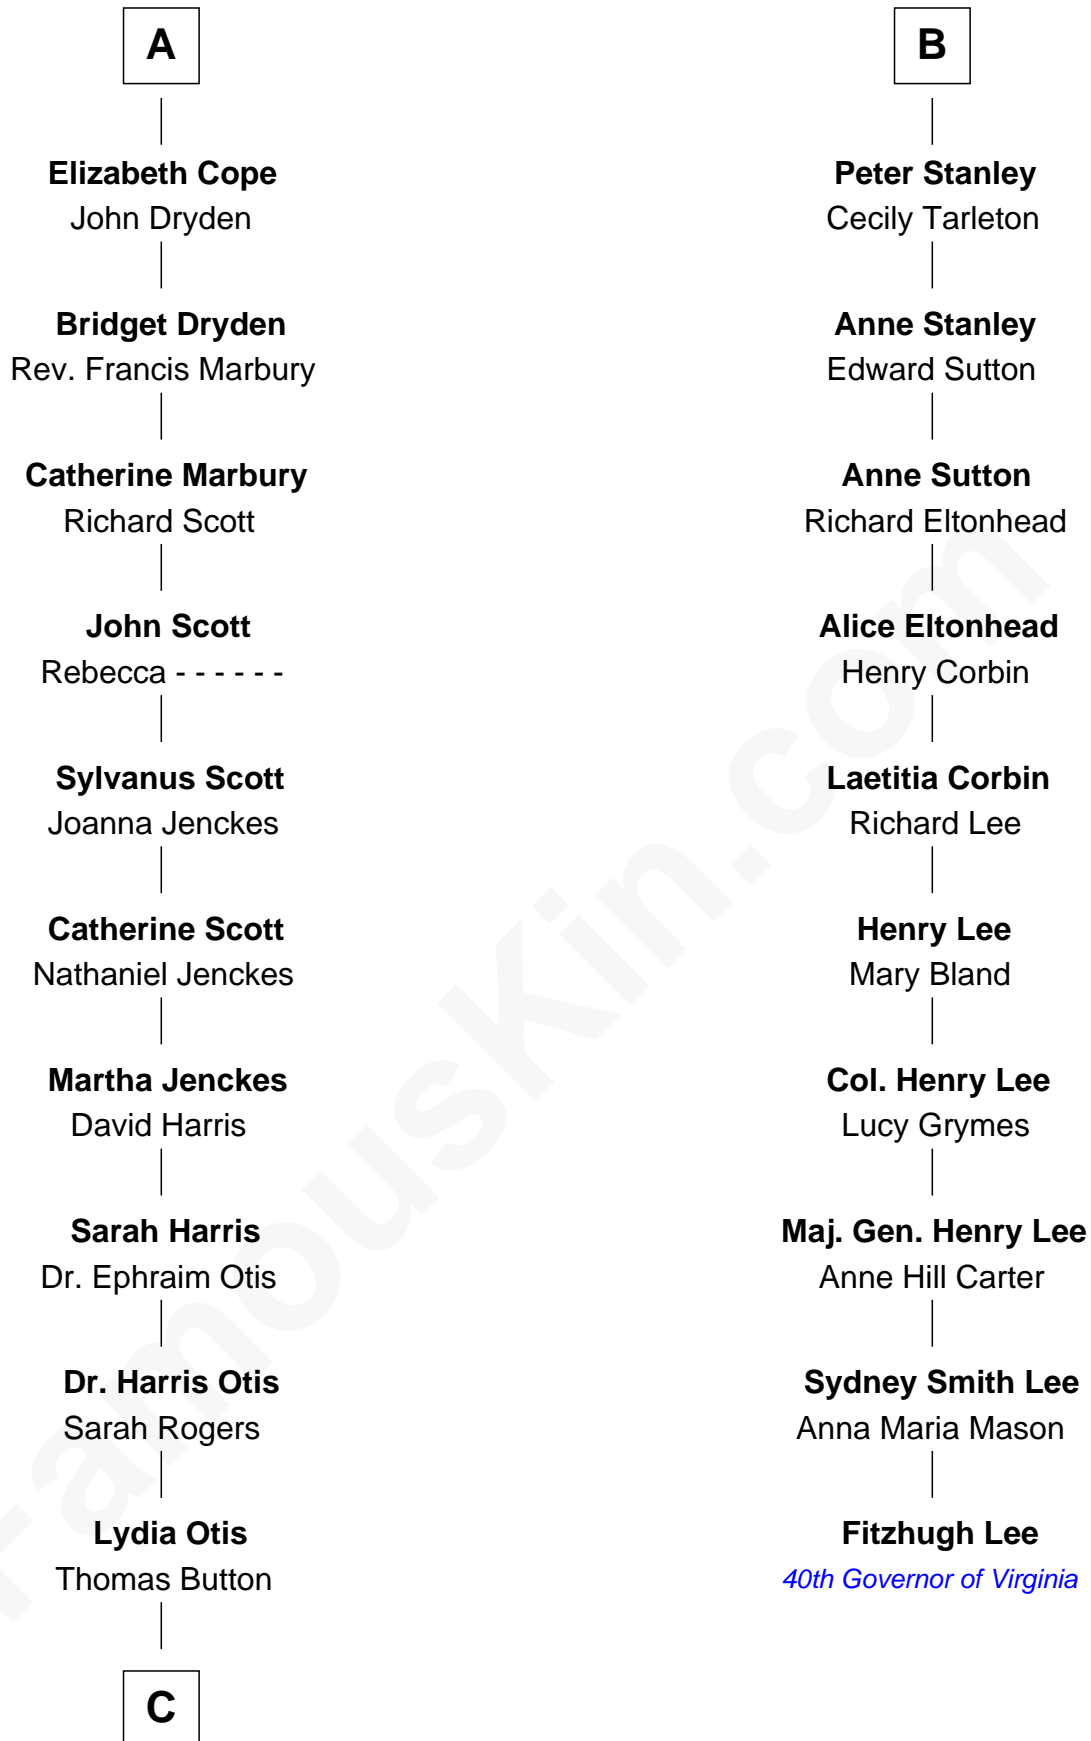 A
Elizabeth Cope
John Dryden
Bridget Dryden
Rev. Francis Marbury
Catherine Marbury
Richard Scott
John Scott
Rebecca - - - - - -
Sylvanus Scott
Joanna Jenckes
Catherine Scott
Nathaniel Jenckes
Martha Jenckes
David Harris
Sarah Harris
Dr. Ephraim Otis
Dr. Harris Otis
Sarah Rogers
Lydia Otis
Thomas Button
C
B
Peter Stanley
Cecily Tarleton
Anne Stanley
Edward Sutton
Anne Sutton
Richard Eltonhead
Alice Eltonhead
Henry Corbin
Laetitia Corbin
Richard Lee
Henry Lee
Mary Bland
Col. Henry Lee
Lucy Grymes
Maj. Gen. Henry Lee
Anne Hill Carter
Sydney Smith Lee
Anna Maria Mason
Fitzhugh Lee
40th Governor of Virginia
FamousKin.com